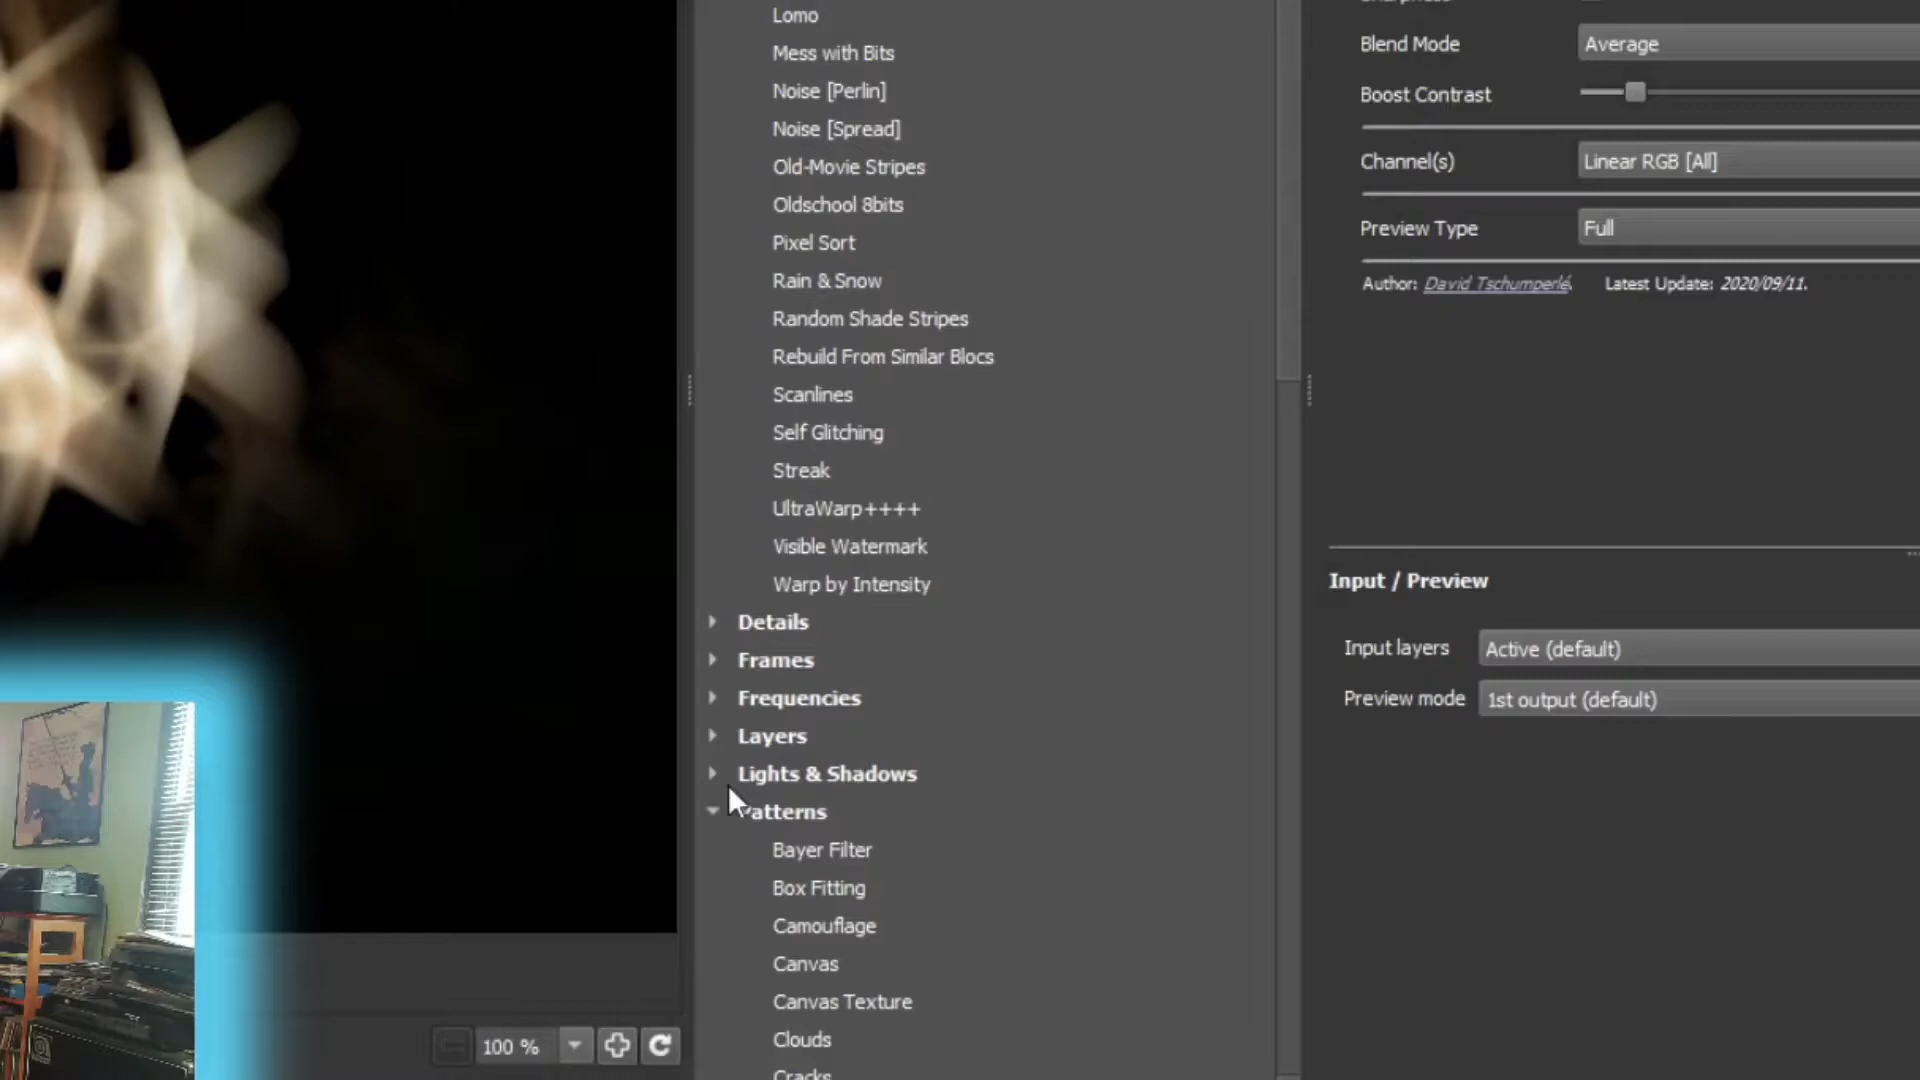 Lomo
Mess with Bits
Noise [Perlin]
Noise [Spread]
Old-Movie Stripes
Oldschool 8bits
Pixel Sort
Rain & Snow
Random Shade Stripes
Rebuild From Similar Blocs
Scanlines
Self Glitching
Streak
UltraWarp++++
Visible Watermark
Warp by Intensity
Details
Frames
Frequencies
Layers
Lights & Shadows
Patterns
Bayer Filter
Box Fitting
Camouflage
Canvas
Canvas Texture
Clouds
Cracks
100 %
Blend Mode Average
Boost Contrast
Channel(s) Linear RGB [All]
Preview Type Full
Author: David Tschumperlé. Latest Update: 2020/09/11.
Input / Preview
Input layers Active (default)
Preview mode 1st output (default)